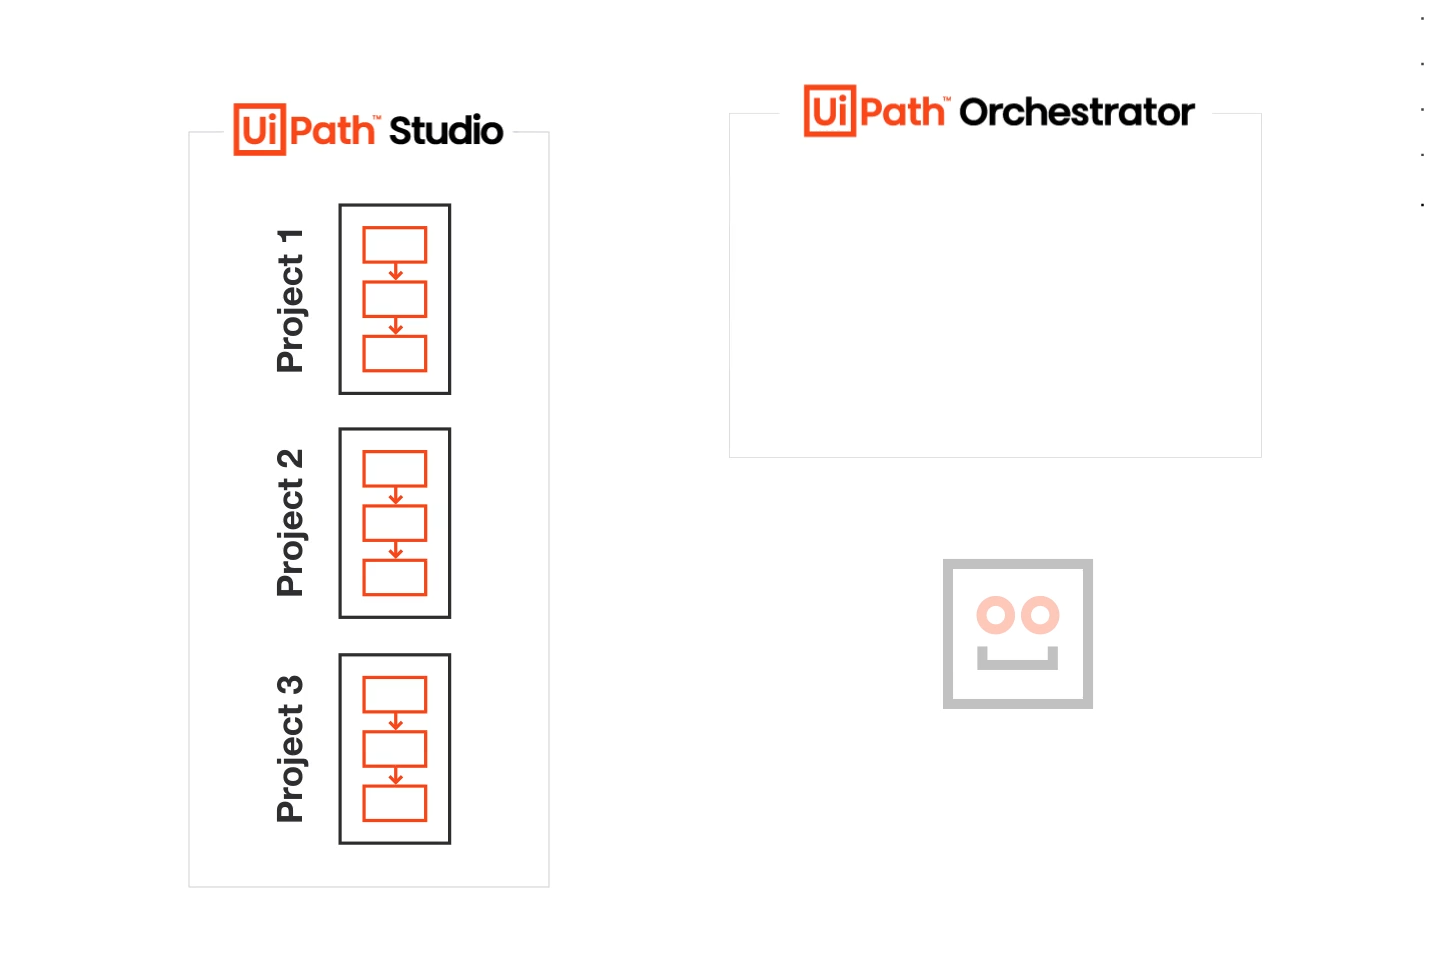 UiPath™ Studio
Project 1
Project 2
Project 3
UiPath™ Orchestrator